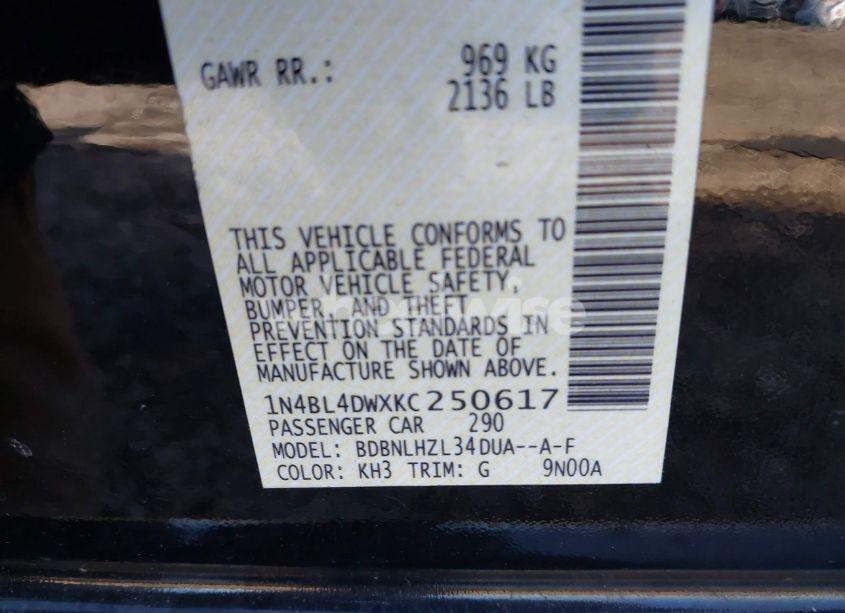 GAWR RR.: 969 KG
2136 LB
THIS VEHICLE CONFORMS TO
ALL APPLICABLE FEDERAL
MOTOR VEHICLE SAFETY,
BUMPER, AND THEFT
PREVENTION STANDARDS IN
EFFECT ON THE DATE OF
MANUFACTURE SHOWN ABOVE.
1N4BL4DWXKC250617
PASSENGER CAR 290
MODEL: BDBNLHZL34DUA--A-F
COLOR: KH3 TRIM: G 9N00A